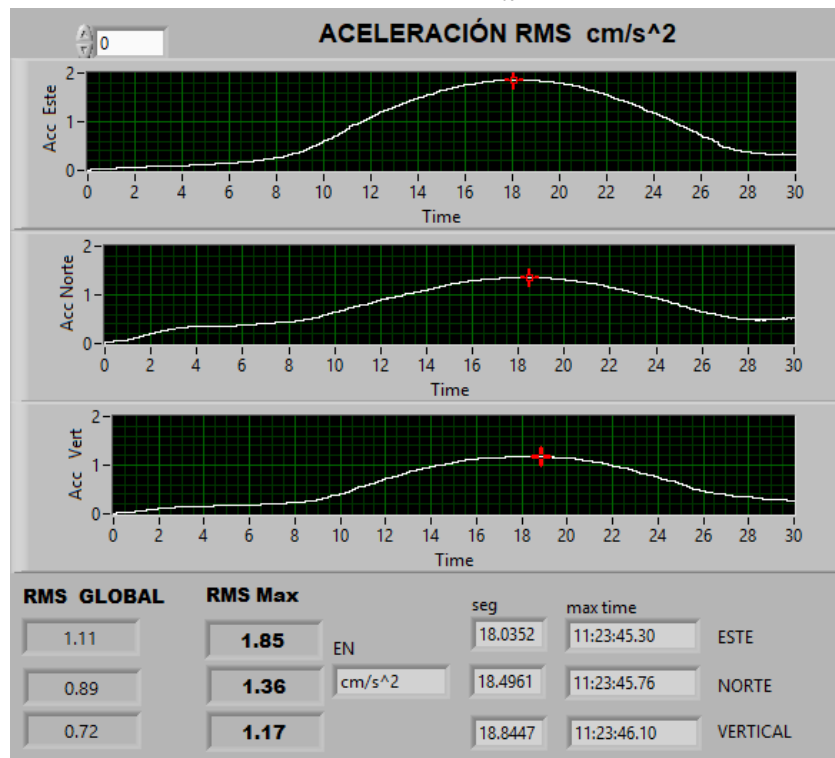 0
ACELERACIÓN RMS cm/s^2
Acc Este
2
1
0
0 2 4 6 8 10 12 14 16 18 20 22 24 26 28 30
Time
Acc Norte
2
1
0
0 2 4 6 8 10 12 14 16 18 20 22 24 26 28 30
Time
Acc Vert
2
1
0
0 2 4 6 8 10 12 14 16 18 20 22 24 26 28 30
Time
RMS GLOBAL RMS Max seg max time
1.11 1.85 EN 18.0352 11:23:45.30 ESTE
0.89 1.36 cm/s^2 18.4961 11:23:45.76 NORTE
0.72 1.17 18.8447 11:23:46.10 VERTICAL